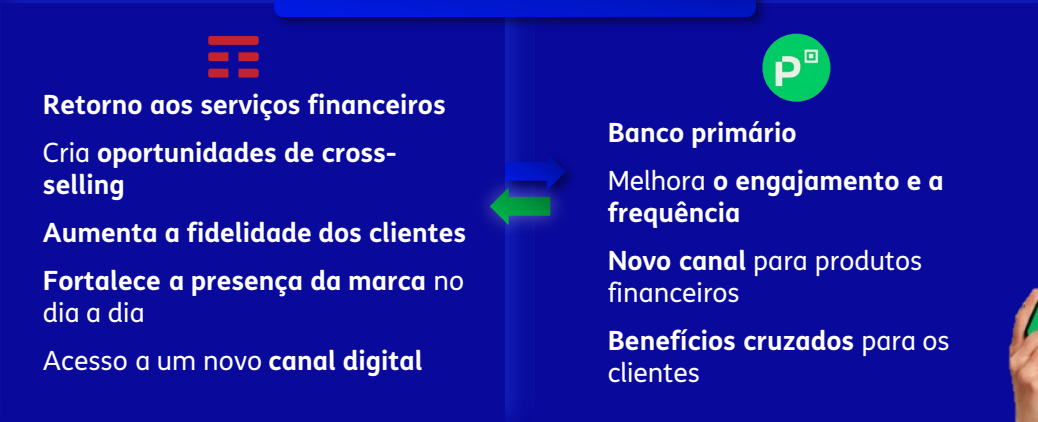 Retorno aos serviços financeiros
Cria oportunidades de cross-
selling
Aumenta a fidelidade dos clientes
Fortalece a presença da marca no
dia a dia
Acesso a um novo canal digital
P
Banco primário
Melhora o engajamento e a
frequência
Novo canal para produtos
financeiros
Benefícios cruzados para os
clientes